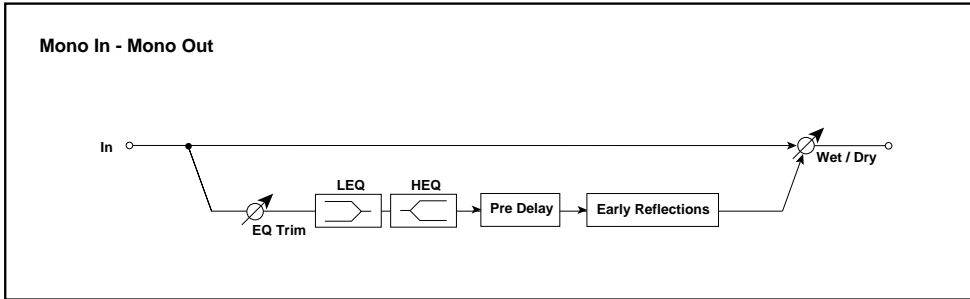 Mono In - Mono Out
In
Wet / Dry
LEQ
HEQ
EQ Trim
Pre Delay
Early Reflections